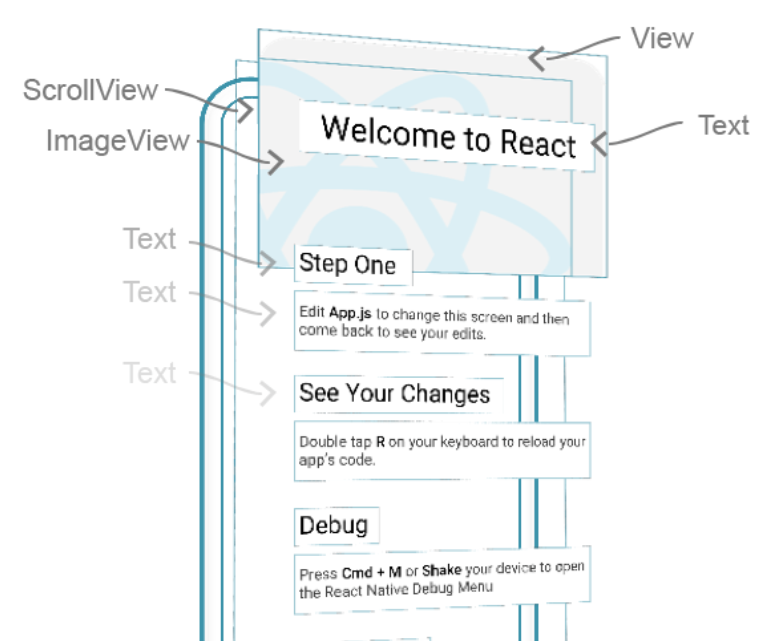 View
ScrollView
Text
ImageView
Welcome to React
Text
Step One
Text
Edit App.js to change this screen and then
come back to see your edits.
Text
See Your Changes
Double tap R on your keyboard to reload your
app's code.
Debug
Press Cmd + M or Shake your device to open
the React Native Debug Menu